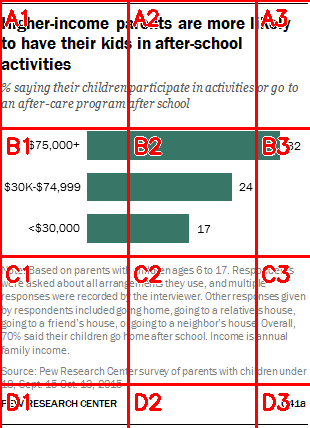 Higher-income parents are more likely
to have their kids in after-school
activities
% saying their children participate in activities or go to
an after-care program after school
$75,000+ 32
$30K-$74,999 24
<$30,000 17
Note: Based on parents with children ages 6 to 17. Respondents
were asked about all arrangements they use, and multiple
responses were recorded by the interviewer. Other responses given
by respondents included going home, going to a relative's house,
going to a friend's house, or going to a neighbor's house. Overall,
70% said their children go home after school. Income is annual
family income.
Source: Pew Research Center survey of parents with children under
18, Sept. 15-Oct. 13, 2015
PEW RESEARCH CENTER
A1 A2 A3
B1 B2 B3
C1 C2 C3
D1 D2 D3